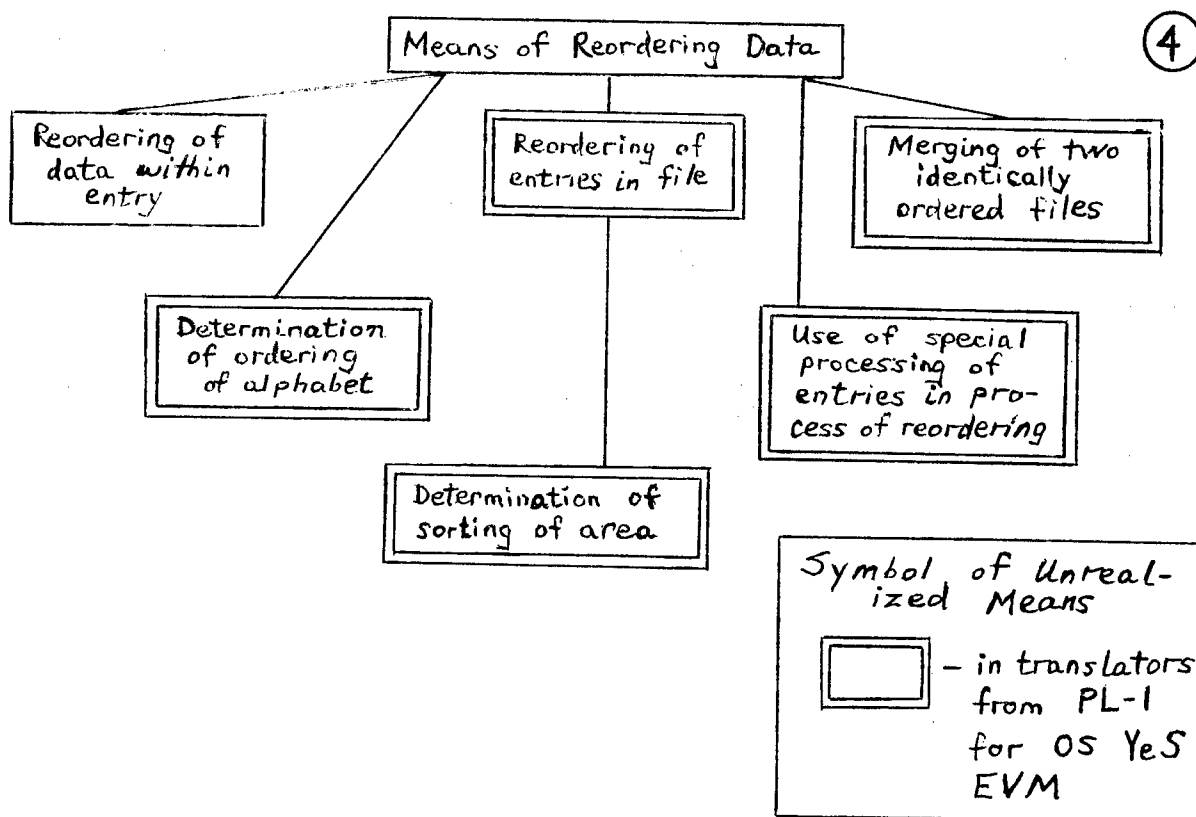 Means of Reordering Data
4
Reordering of
data within
entry
Reordering of
entries in file
Merging of two
identically
ordered files
Determination
of ordering
of alphabet
Use of special
processing of
entries in pro-
cess of reordering
Determination of
sorting of area
Symbol of Unreal-
ized Means
- in translators
from PL-1
for OS YeS
EVM